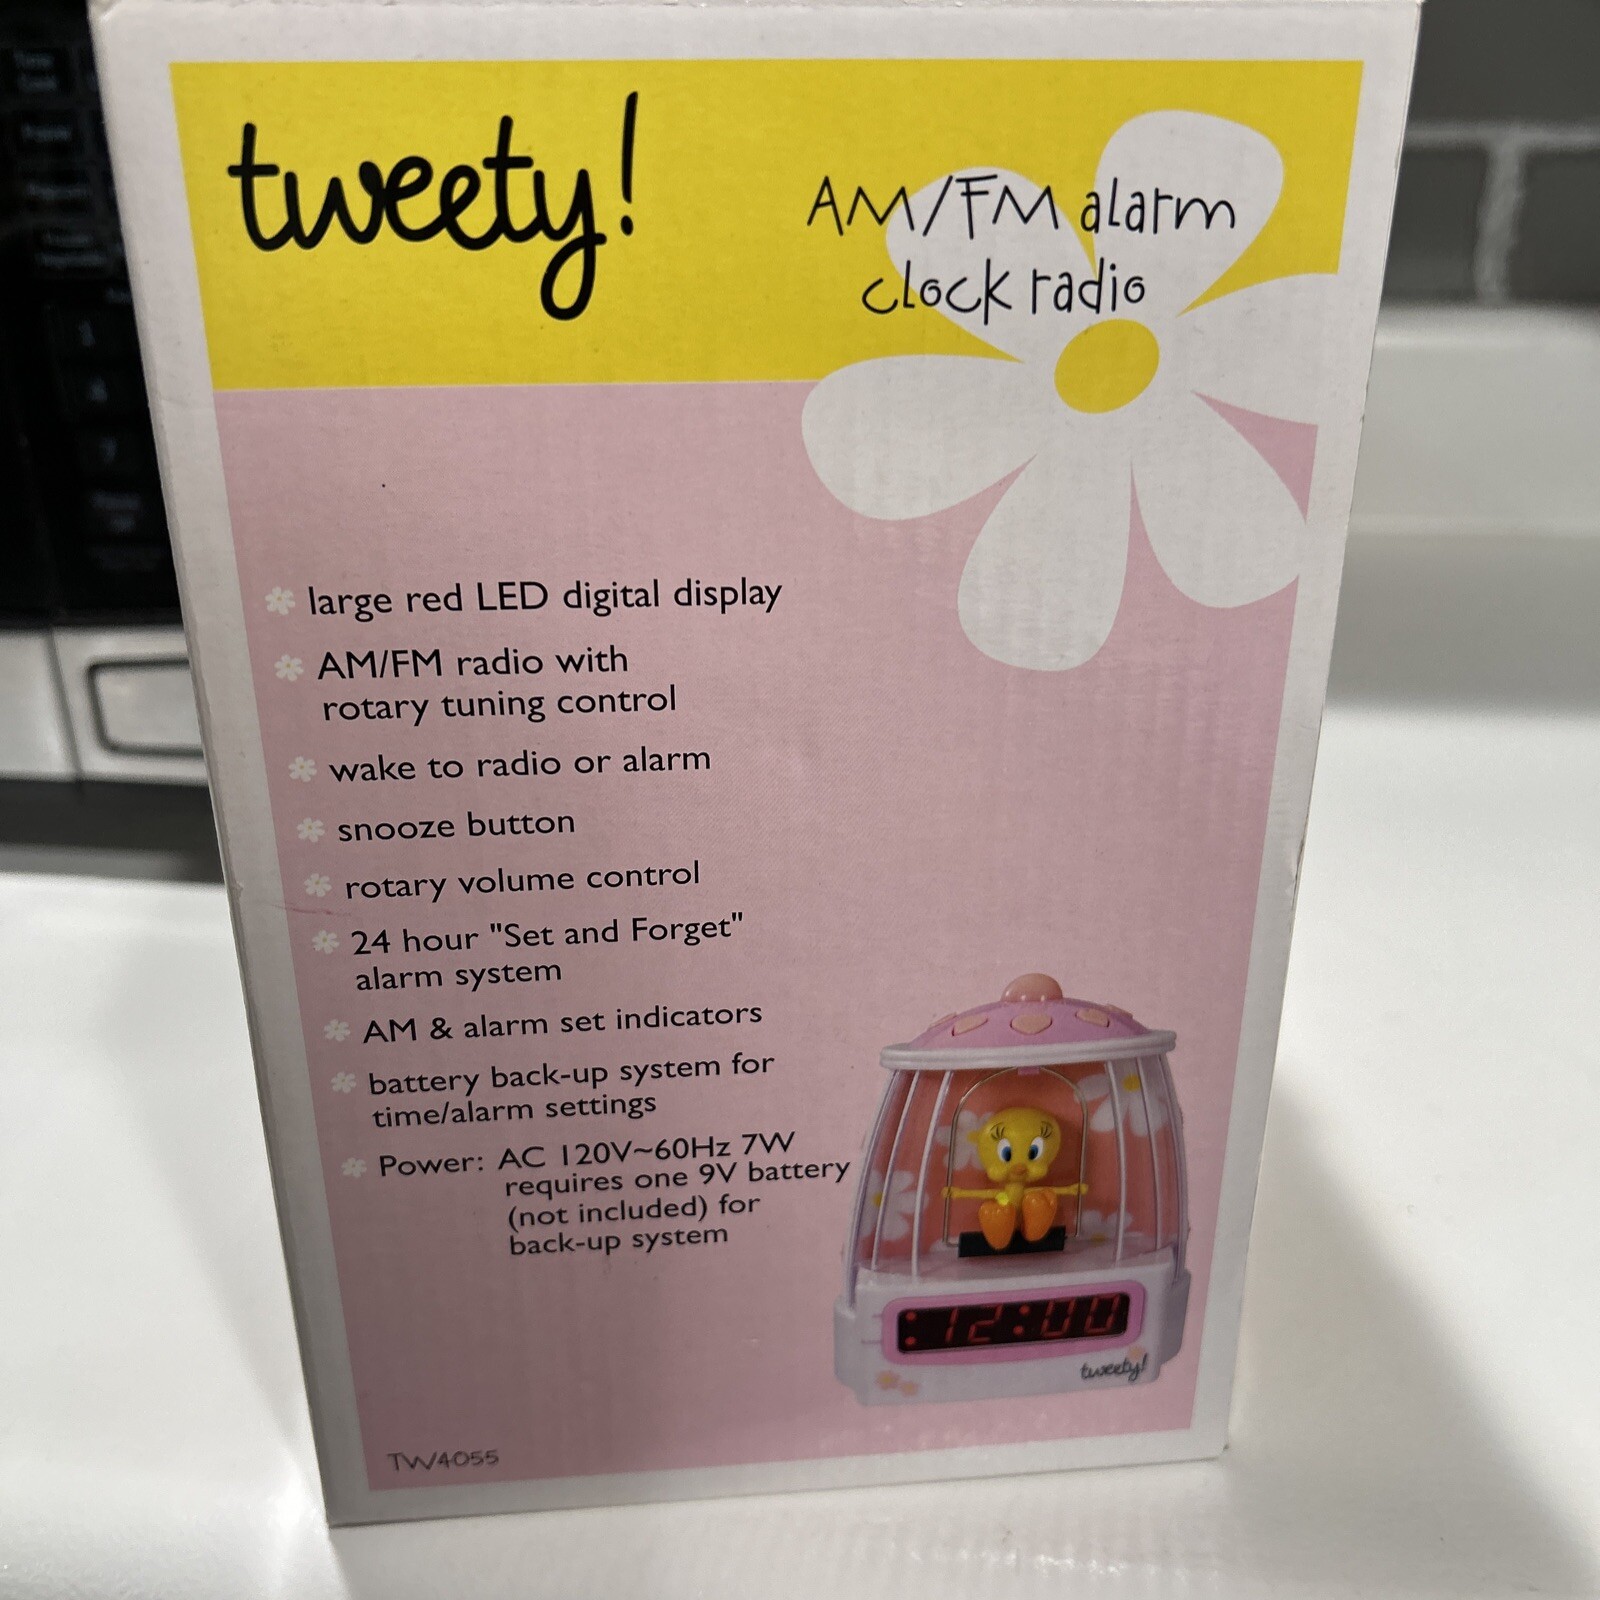 tweety!
AM/FM alarm
clock radio
large red LED digital display
AM/FM radio with
rotary tuning control
wake to radio or alarm
snooze button
rotary volume control
24 hour "Set and Forget"
alarm system
AM & alarm set indicators
battery back-up system for
time/alarm settings
Power: AC 120V~60Hz 7W
requires one 9V battery
(not included) for
back-up system
12:00
tweety!
TW4055